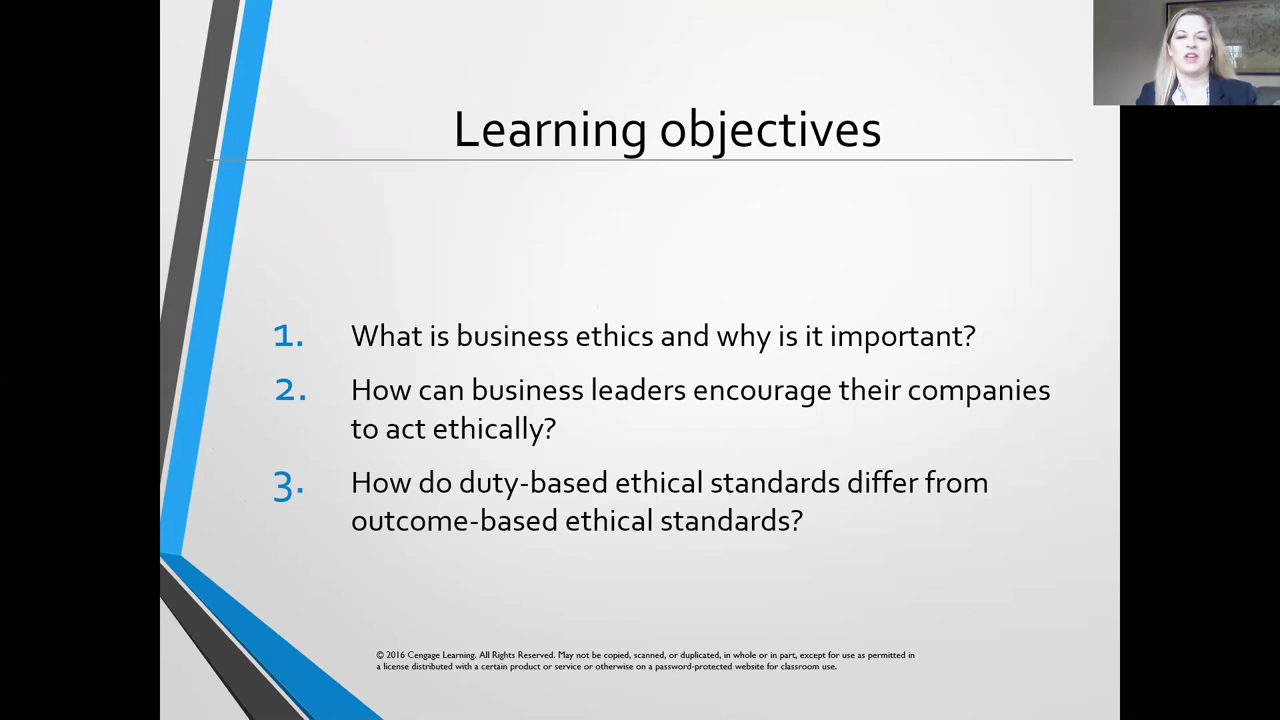 Learning objectives
1. What is business ethics and why is it important?
2. How can business leaders encourage their companies
to act ethically?
3. How do duty-based ethical standards differ from
outcome-based ethical standards?
© 2016 Cengage Learning. All Rights Reserved. May not be copied, scanned, or duplicated, in whole or in part, except for use as permitted in
a license distributed with a certain product or service or otherwise on a password-protected website for classroom use.